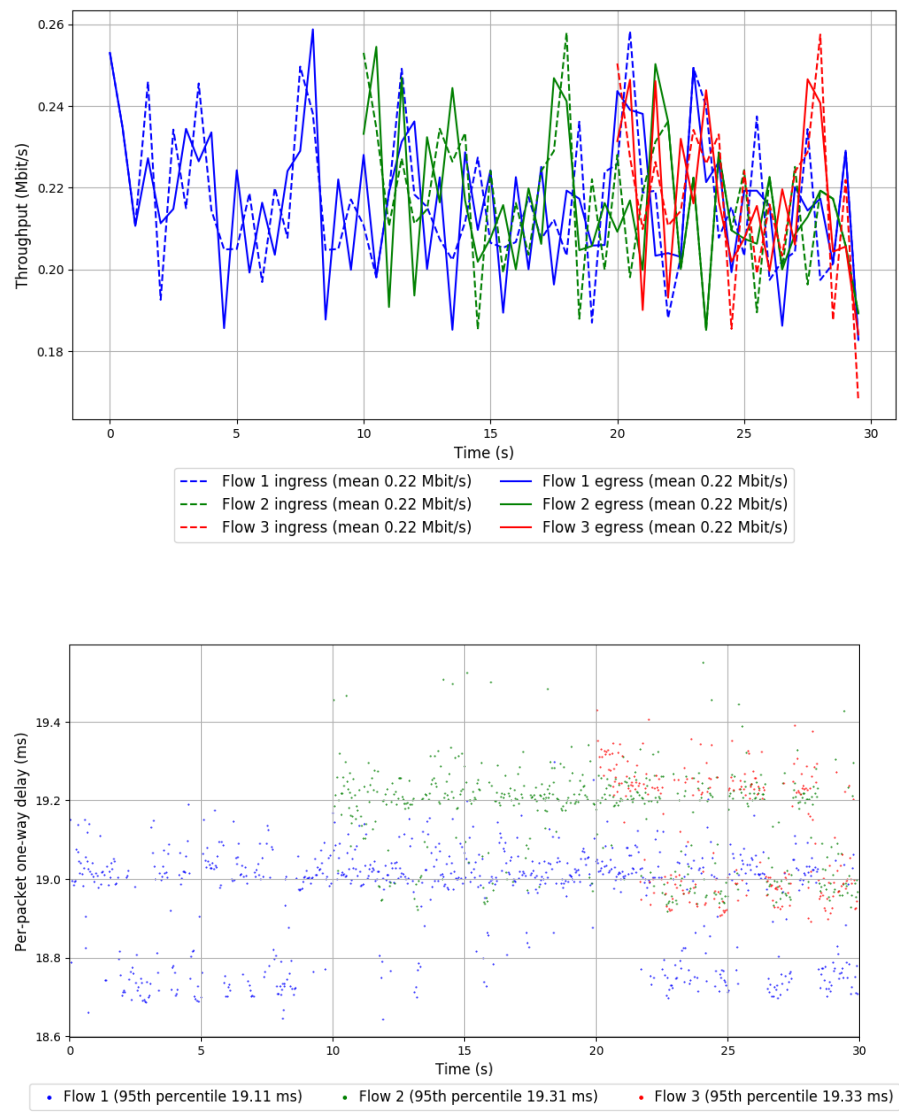 0.26
0.24
0.22
0.20
0.18
Throughput (Mbit/s)
0 5 10 15 20 25 30
Time (s)
Flow 1 ingress (mean 0.22 Mbit/s) Flow 1 egress (mean 0.22 Mbit/s)
Flow 2 ingress (mean 0.22 Mbit/s) Flow 2 egress (mean 0.22 Mbit/s)
Flow 3 ingress (mean 0.22 Mbit/s) Flow 3 egress (mean 0.22 Mbit/s)
19.4
19.2
19.0
18.8
18.6
Per-packet one-way delay (ms)
0 5 10 15 20 25 30
Time (s)
Flow 1 (95th percentile 19.11 ms) Flow 2 (95th percentile 19.31 ms) Flow 3 (95th percentile 19.33 ms)